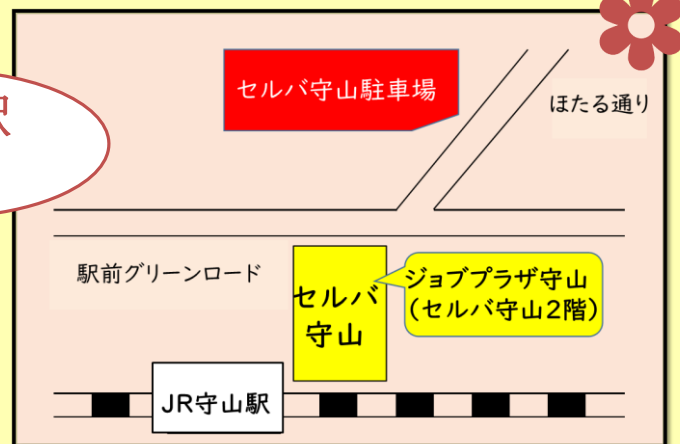 セルバ守山駐車場
ほたる通り
駅前グリーンロード
セルバ
守山
ジョブプラザ守山
(セルバ守山2階)
JR守山駅